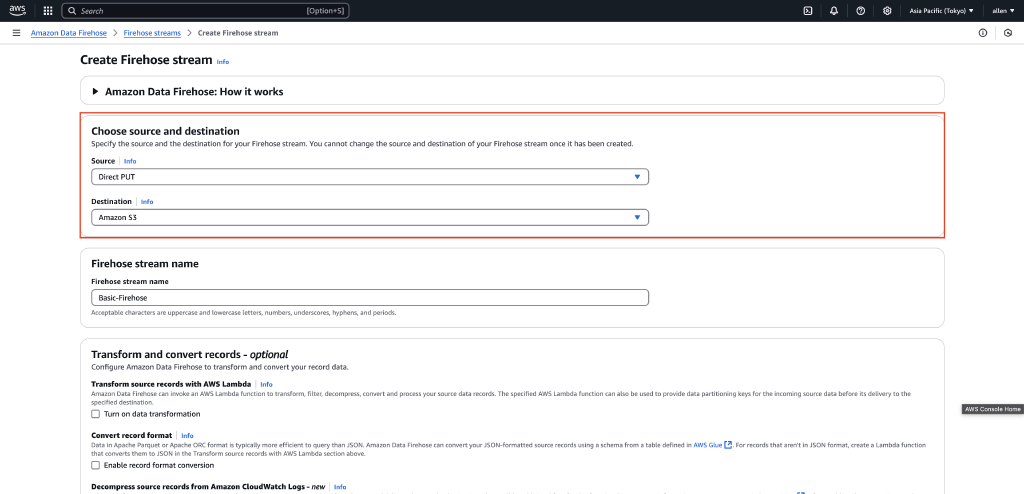 aws
Search [Option+S]
Asia Pacific (Tokyo)
allen
Amazon Data Firehose > Firehose streams > Create Firehose stream
Create Firehose stream Info
Amazon Data Firehose: How it works
Choose source and destination
Specify the source and the destination for your Firehose stream. You cannot change the source and destination of your Firehose stream once it has been created.
Source Info
Direct PUT
Destination Info
Amazon S3
Firehose stream name
Firehose stream name
Basic-Firehose
Acceptable characters are uppercase and lowercase letters, numbers, underscores, hyphens, and periods.
Transform and convert records - optional
Configure Amazon Data Firehose to transform and convert your record data.
Transform source records with AWS Lambda Info
Amazon Data Firehose can invoke an AWS Lambda function to transform, filter, decompress, convert and process your source data records. The specified AWS Lambda function can also be used to provide data partitioning keys for the incoming source data before its delivery to the
specified destination.
Turn on data transformation
AWS Console Home
Convert record format Info
Data in Apache Parquet or Apache ORC format is typically more efficient to query than JSON. Amazon Data Firehose can convert your JSON-formatted source records using a schema from a table defined in AWS Glue. For records that aren't in JSON format, create a Lambda function
that converts them to JSON in the Transform source records with AWS Lambda section above.
Enable record format conversion
Decompress source records from Amazon CloudWatch Logs - new Info